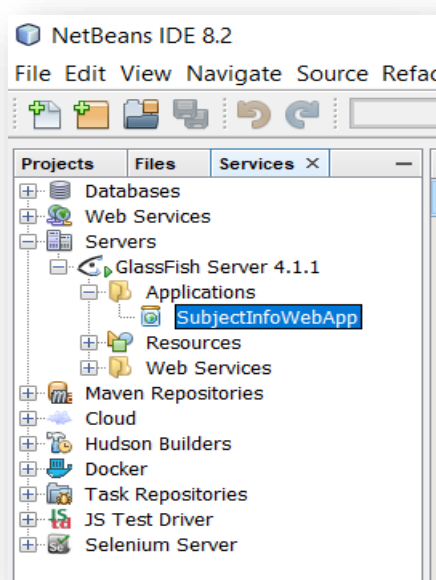 NetBeans IDE 8.2
File Edit View Navigate Source
Projects Files Services
Databases
Web Services
Servers
GlassFish Server 4.1.1
Applications
SubjectInfoWebApp
Resources
Web Services
Maven Repositories
Cloud
Hudson Builders
Docker
Task Repositories
JS Test Driver
Selenium Server